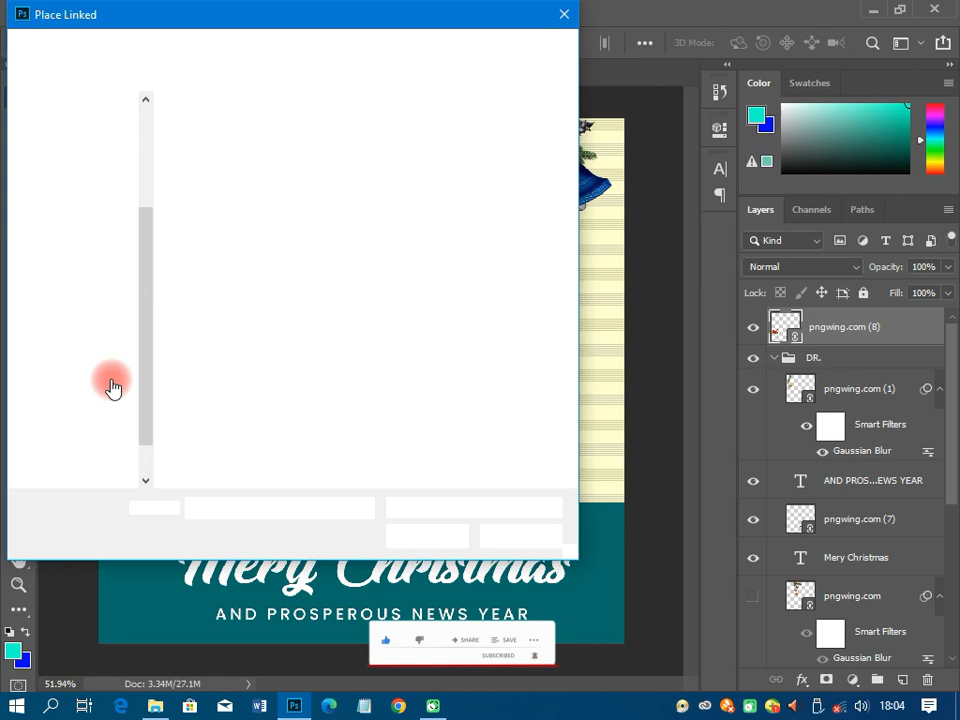 Place Linked
3D Mode:
Color
Swatches
Layers
Channels
Paths
Kind
Normal
Opacity:
100%
Lock:
Fill:
100%
pngwing.com (8)
DR.
pngwing.com (1)
Smart Filters
Gaussian Blur
AND PROS...EWS YEAR
pngwing.com (7)
Mery Christmas
pngwing.com
Smart Filters
Gaussian Blur
Mery Christmas
AND PROSPEROUS NEWS YEAR
SHARE
SAVE
SUBSCRIBED
51.94%
Doc: 3.34M/27.1M
Ps
18:04